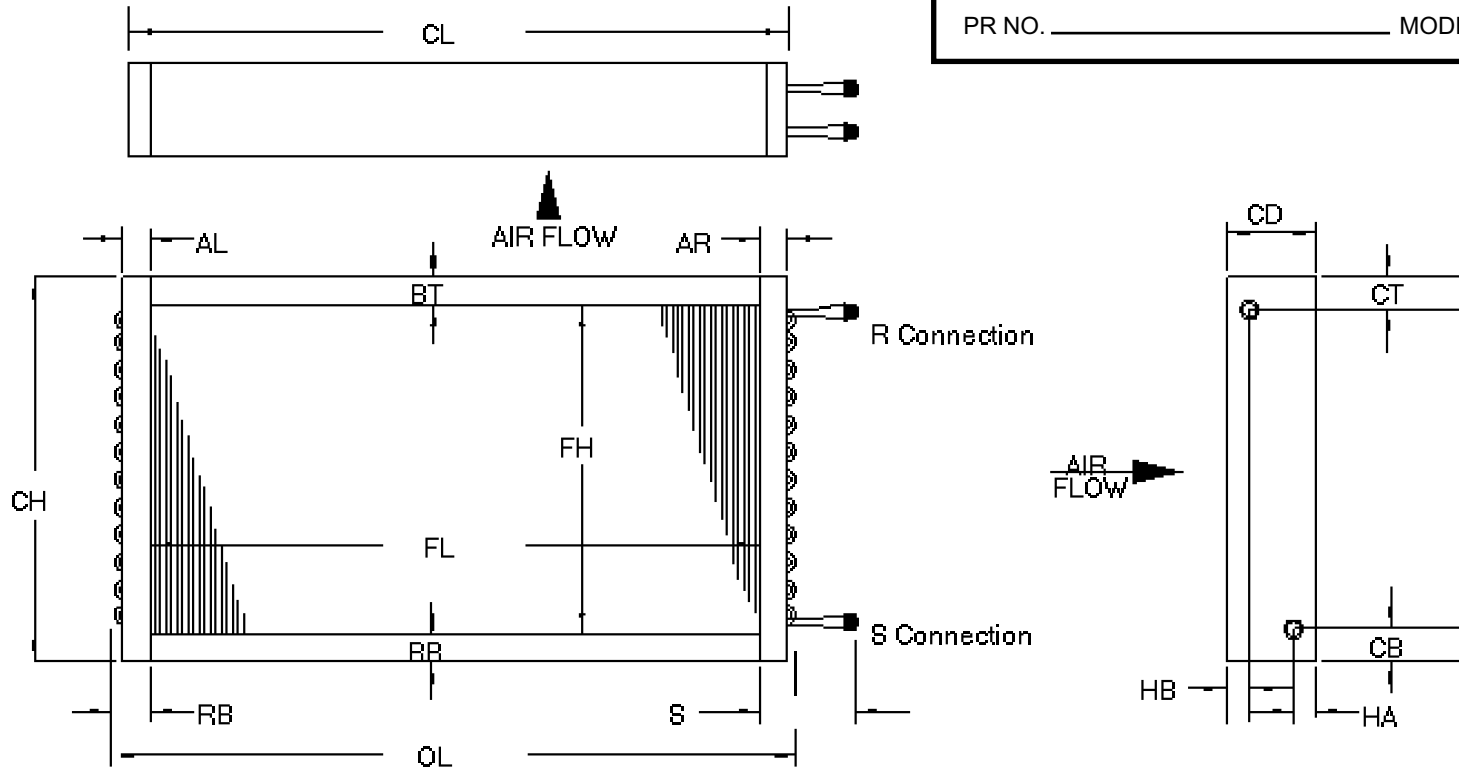 PR NO. MODE
CL
AIR FLOW
CD
AL
AR
BT
CT
R Connection
FH
AIR
FLOW
CH
FL
S Connection
BB
CB
HB
HA
RB
S
OL